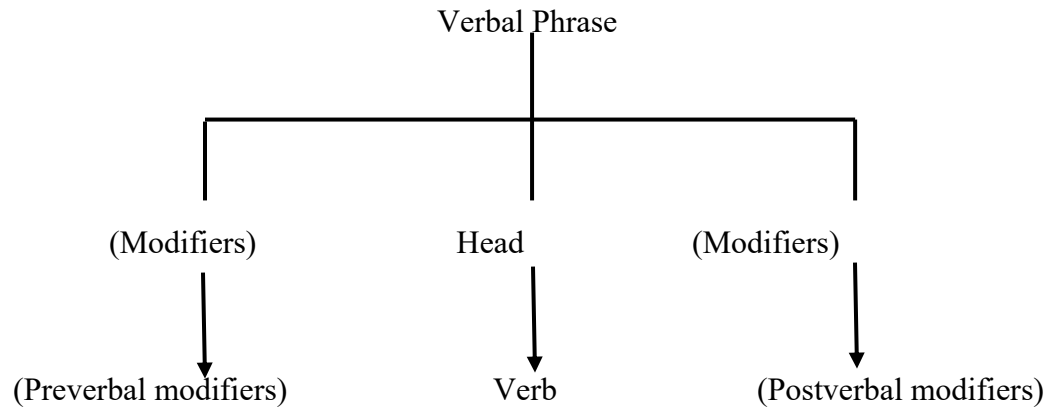 Verbal Phrase
(Modifiers) Head (Modifiers)
(Preverbal modifiers) Verb (Postverbal modifiers)